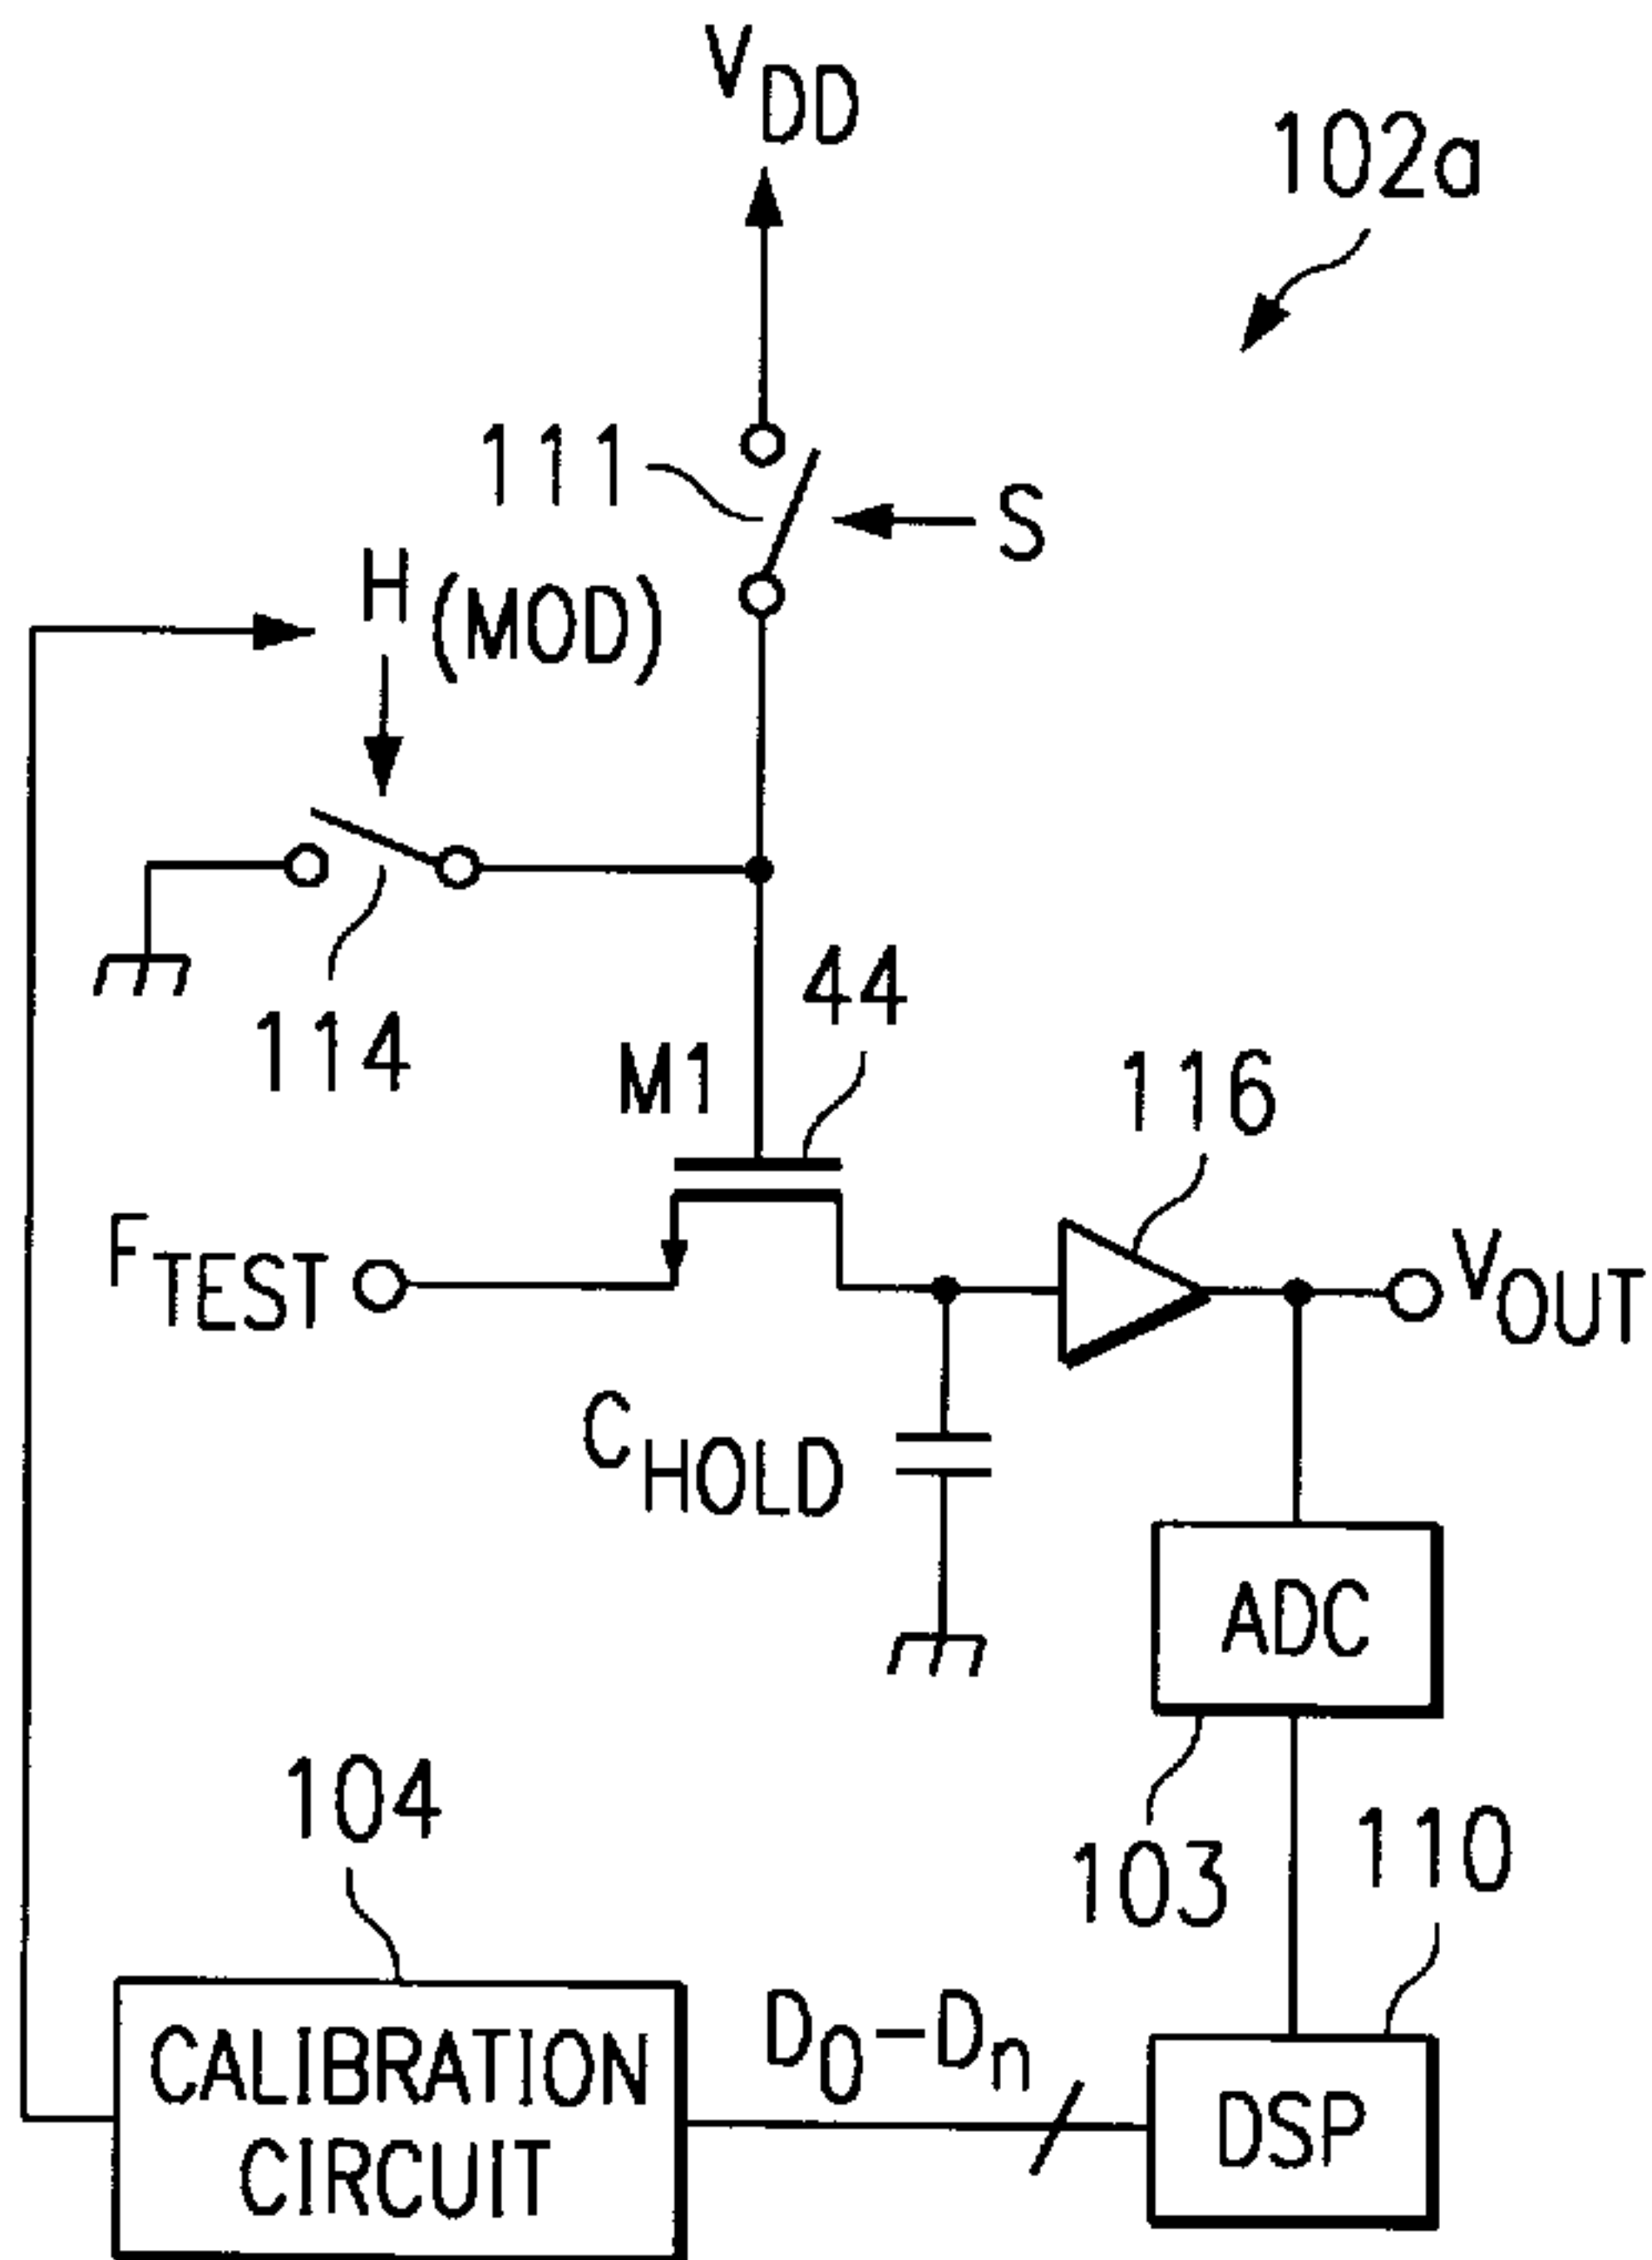 VDD
102a
111
S
H(MOD)
114
44
M1
116
FTEST
VOUT
CHOLD
ADC
104
103
110
CALIBRATION
CIRCUIT
D0–Dn
DSP